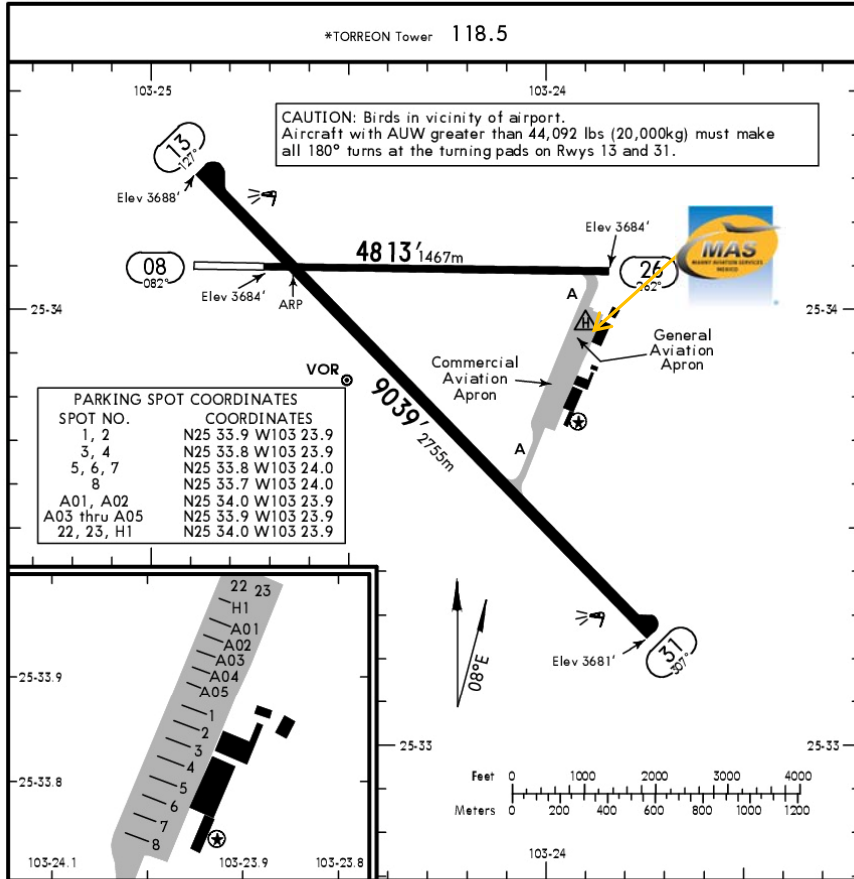 *TORREON Tower 118.5
103-25
103-24
CAUTION: Birds in vicinity of airport.
Aircraft with AUW greater than 44,092 lbs (20,000kg) must make
all 180° turns at the turning pads on Rwys 13 and 31.
13
127°
Elev 3688'
Elev 3684'
MAS
MANNY AVIATION SERVICES
MEXICO
4813' 1467m
08
082°
26
262°
Elev 3684'
ARP
A
25-34
25-34
H
General
Aviation
Apron
Commercial
Aviation
Apron
VOR
9039' 2755m
A
PARKING SPOT COORDINATES
SPOT NO. COORDINATES
1, 2 N25 33.9 W103 23.9
3, 4 N25 33.8 W103 23.9
5, 6, 7 N25 33.8 W103 24.0
8 N25 33.7 W103 24.0
A01, A02 N25 34.0 W103 23.9
A03 thru A05 N25 33.9 W103 23.9
22, 23, H1 N25 34.0 W103 23.9
22 23
H1
A01
A02
A03
A04
A05
1
2
3
4
5
6
7
8
25-33.9
25-33.8
103-24.1
103-23.9
103-23.8
08°E
Elev 3681'
31
307°
25-33
25-33
Feet 0 1000 2000 3000 4000
Meters 0 200 400 600 800 1000 1200
103-24